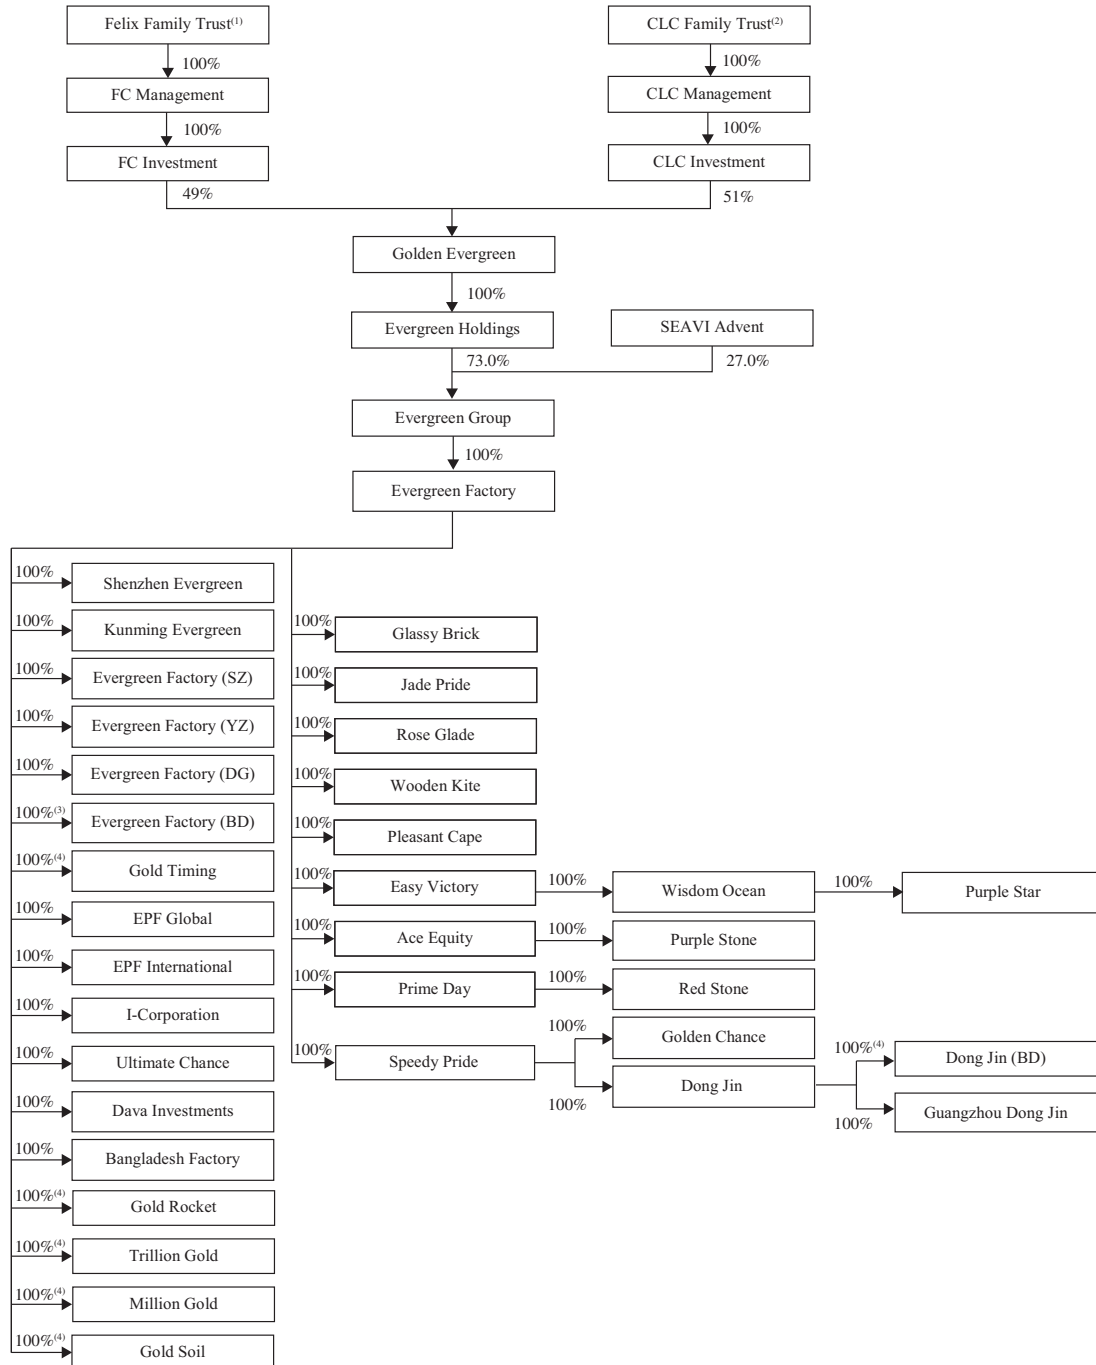 Felix Family Trust(1)
CLC Family Trust(2)
100%
100%
FC Management
CLC Management
100%
100%
FC Investment
CLC Investment
49%
51%
Golden Evergreen
100%
Evergreen Holdings
SEAVI Advent
73.0%
27.0%
Evergreen Group
100%
Evergreen Factory
100%
Shenzhen Evergreen
100%
Kunming Evergreen
100%
Evergreen Factory (SZ)
100%
Evergreen Factory (YZ)
100%
Evergreen Factory (DG)
100%(3)
Evergreen Factory (BD)
100%(4)
Gold Timing
100%
EPF Global
100%
EPF International
100%
I-Corporation
100%
Ultimate Chance
100%
Dava Investments
100%
Bangladesh Factory
100%(4)
Gold Rocket
100%(4)
Trillion Gold
100%(4)
Million Gold
100%(4)
Gold Soil
100%
Glassy Brick
100%
Jade Pride
100%
Rose Glade
100%
Wooden Kite
100%
Pleasant Cape
100%
Easy Victory
100%
Wisdom Ocean
100%
Purple Star
100%
Ace Equity
100%
Purple Stone
100%
Prime Day
100%
Red Stone
100%
Speedy Pride
100%
Golden Chance
100%
Dong Jin
100%(4)
Dong Jin (BD)
100%
Guangzhou Dong Jin